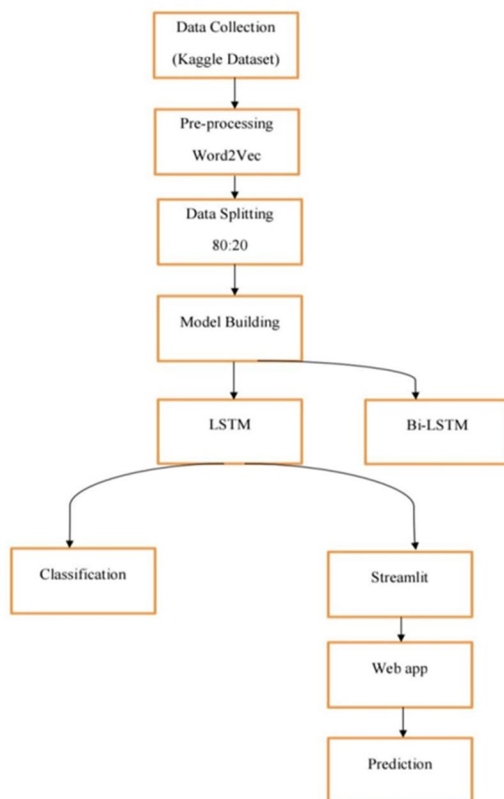 Data Collection
(Kaggle Dataset)
Pre-processing
Word2Vec
Data Splitting
80:20
Model Building
LSTM
Bi-LSTM
Classification
Streamlit
Web app
Prediction